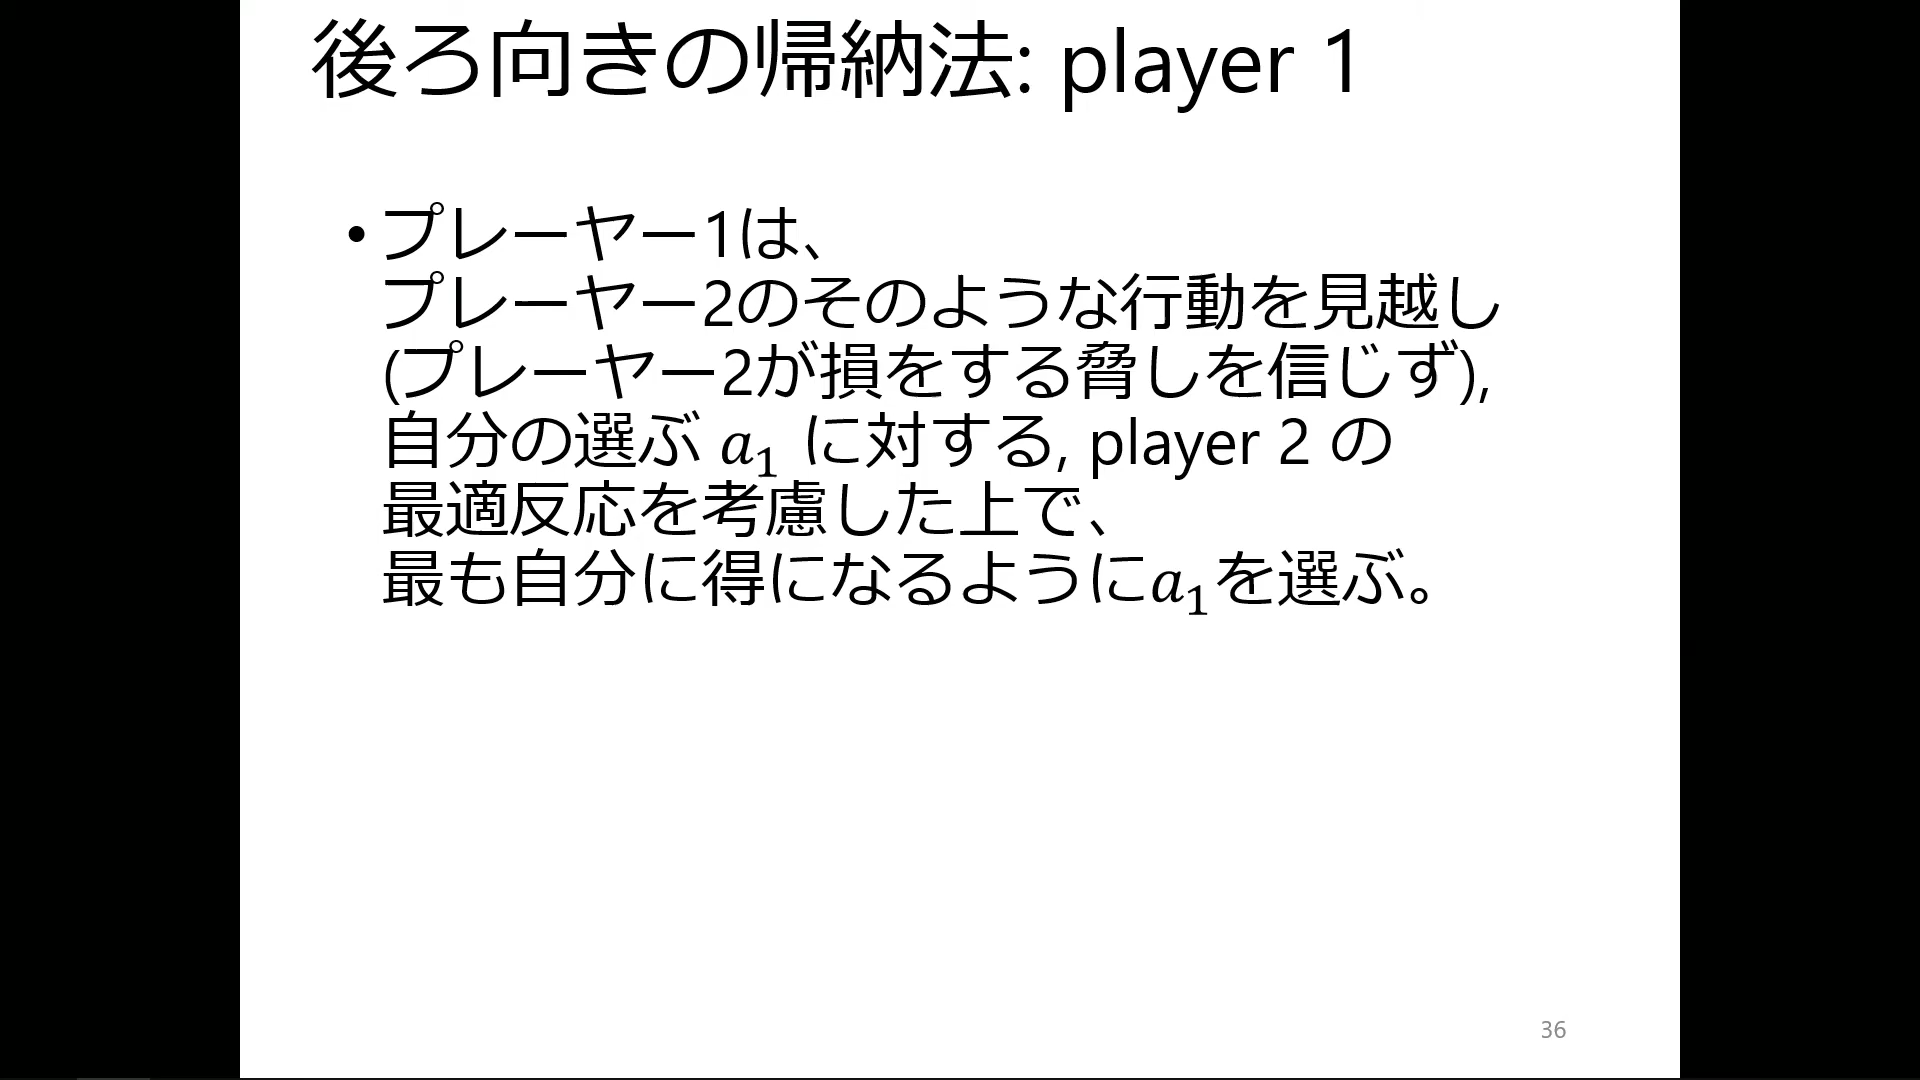 後ろ向きの帰納法: player 1
• プレーヤー1は、
プレーヤー2のそのような行動を見越し
(プレーヤー2が損をする脅しを信じず),
自分の選ぶ a₁ に対する, player 2 の
最適反応を考慮した上で、
最も自分に得になるようにa₁を選ぶ。
36